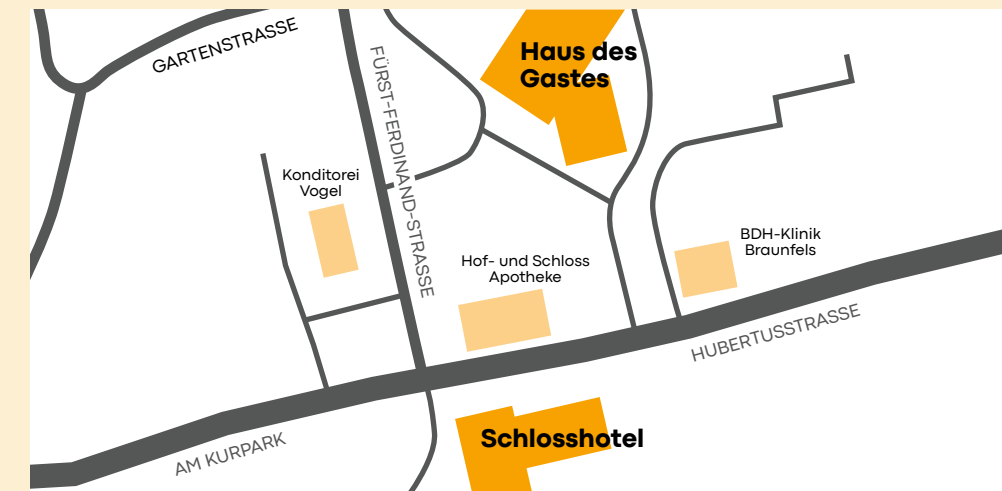 GARTENSTRASSE
FÜRST-FERDINAND-STRASSE
Haus des
Gastes
Konditorei
Vogel
Hof- und Schloss
Apotheke
BDH-Klinik
Braunfels
HUBERTUSSTRASSE
AM KURPARK
Schlosshotel